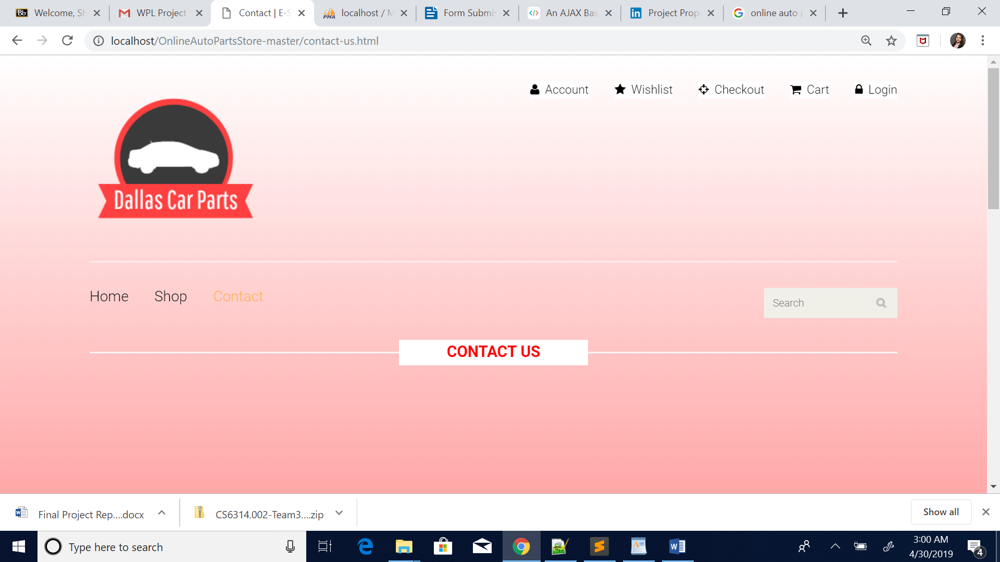 Welcome, Sh
WPL Project
Contact | E-S
localhost / M
Form Submis
An AJAX Bas
Project Prop
online auto p
localhost/OnlineAutoPartsStore-master/contact-us.html
Account Wishlist Checkout Cart Login
Dallas Car Parts
Home Shop Contact
Search
CONTACT US
Final Project Rep....docx
CS6314.002-Team3....zip
Show all
Type here to search
3:00 AM
4/30/2019
4